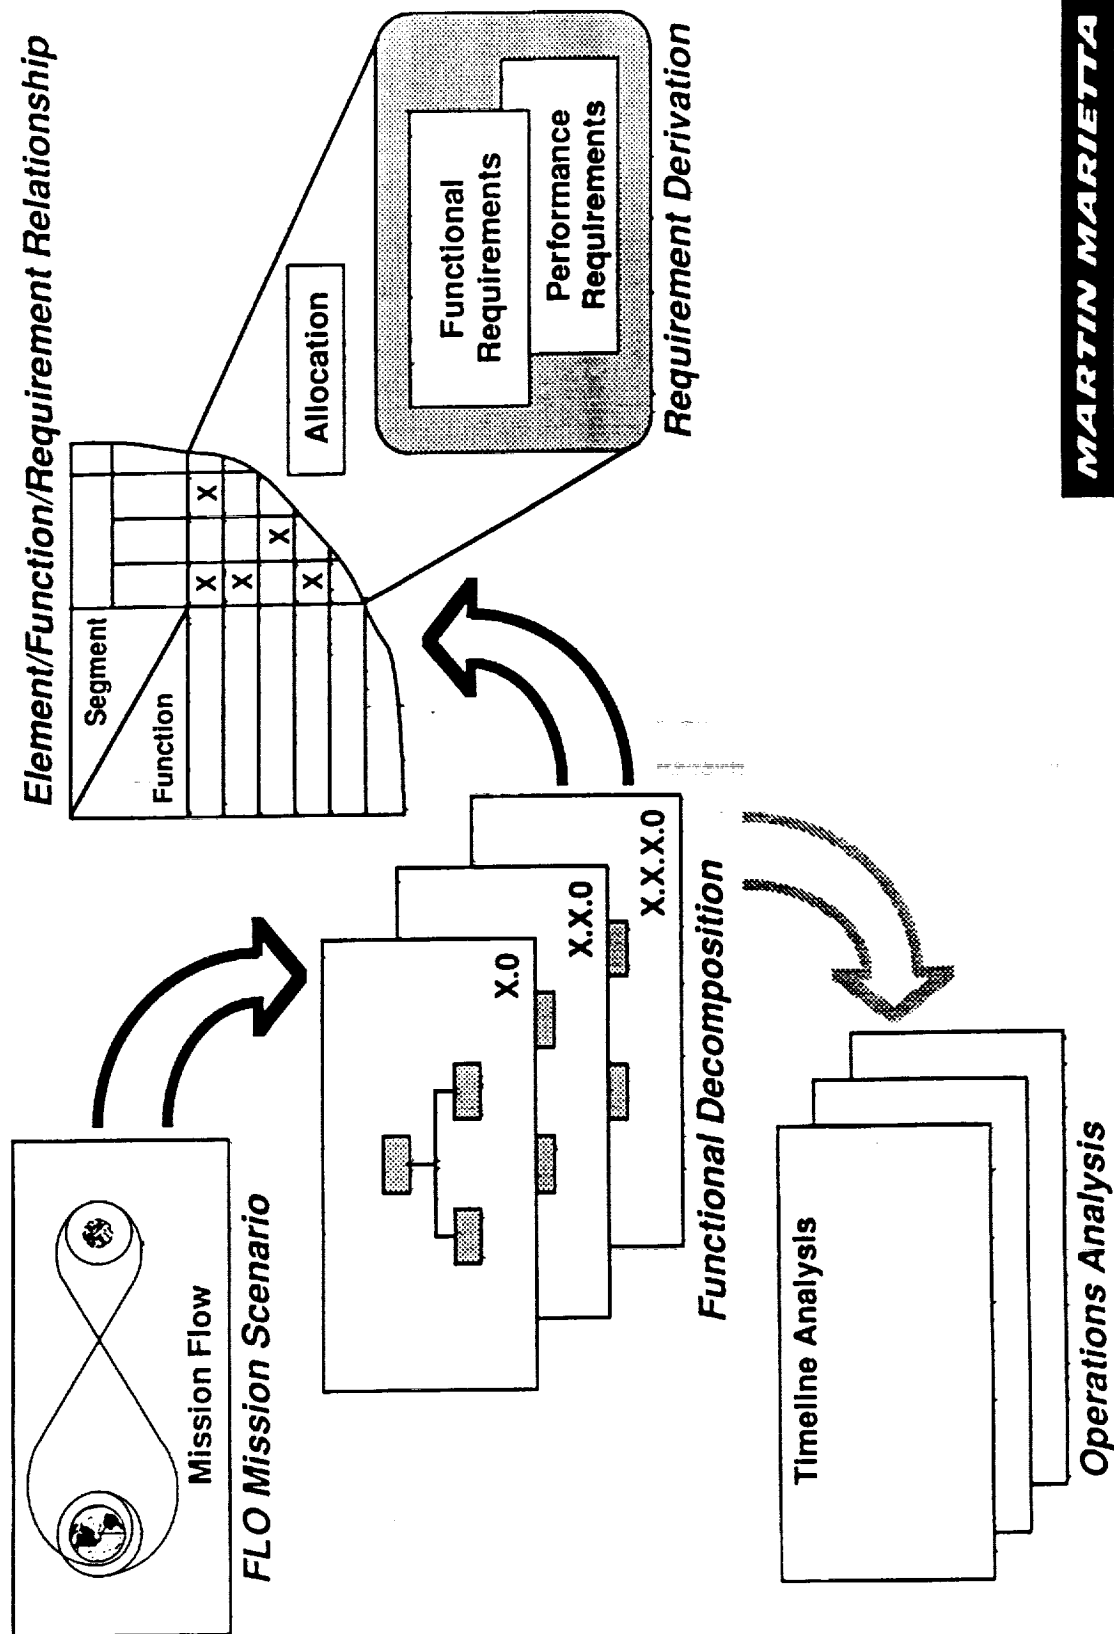 Mission Flow
FLO Mission Scenario
X.0
X.X.0
X.X.X.0
Functional Decomposition
Timeline Analysis
Operations Analysis
Element/Function/Requirement Relationship
Segment
Function
X X
X
X
X
Allocation
Functional
Requirements
Performance
Requirements
Requirement Derivation
MARTIN MARIETTA